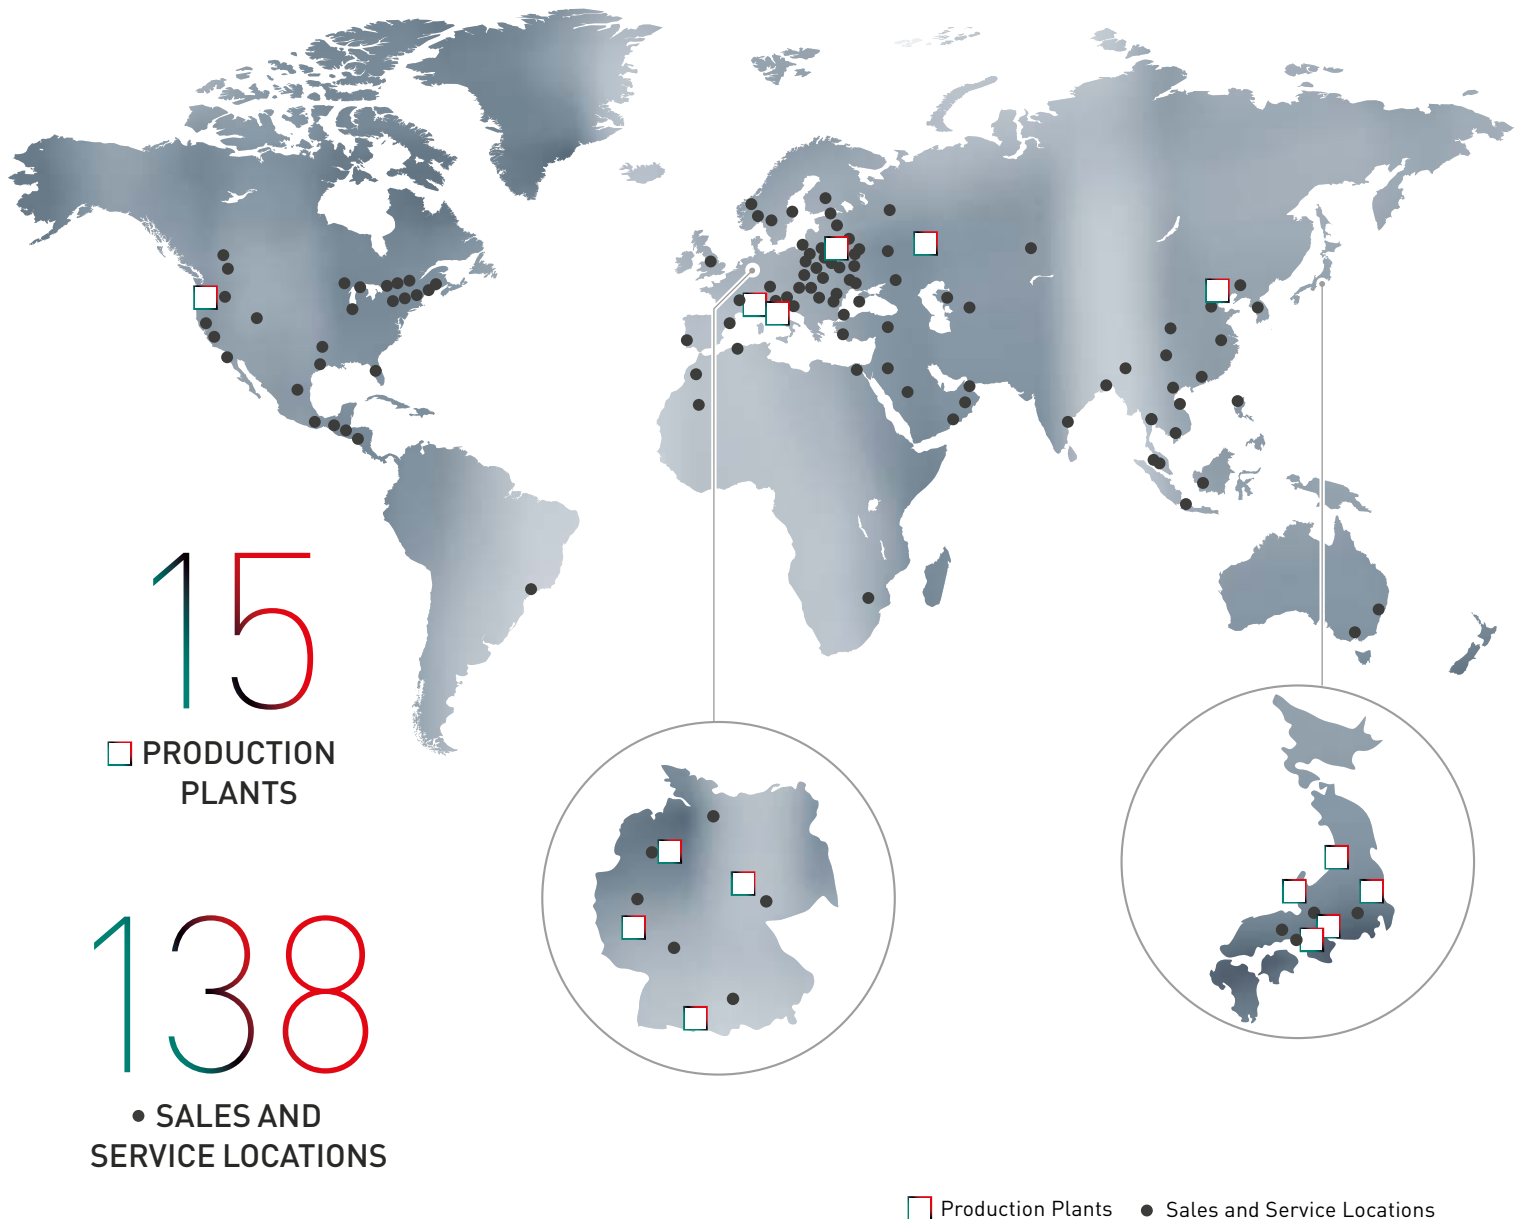 15
PRODUCTION
PLANTS
138
SALES AND
SERVICE LOCATIONS
Production Plants
Sales and Service Locations